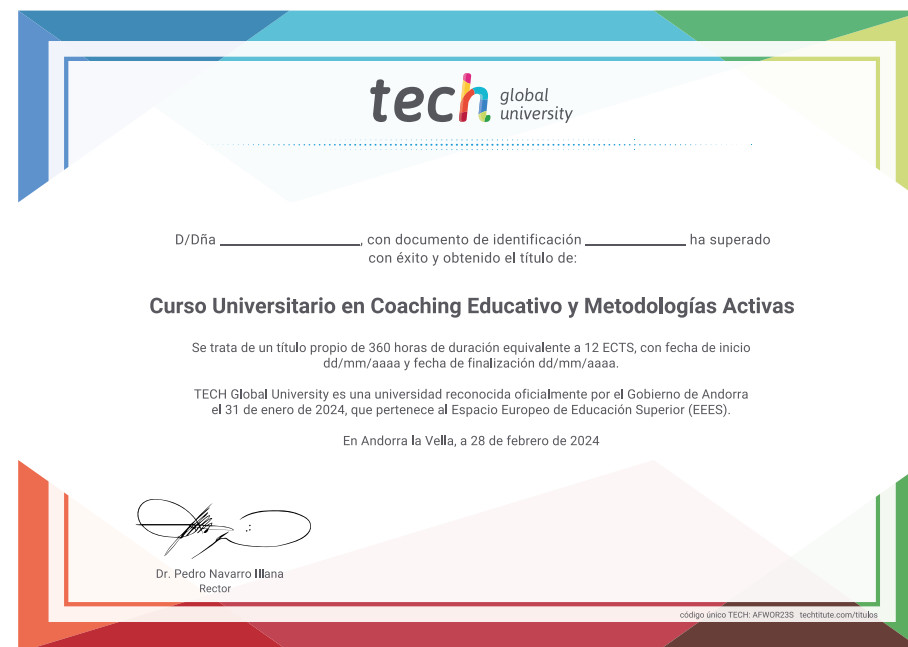 tech global university
D/Dña ______________, con documento de identificación ______________ ha superado
con éxito y obtenido el título de:
Curso Universitario en Coaching Educativo y Metodologías Activas
Se trata de un título propio de 360 horas de duración equivalente a 12 ECTS, con fecha de inicio
dd/mm/aaaa y fecha de finalización dd/mm/aaaa.
TECH Global University es una universidad reconocida oficialmente por el Gobierno de Andorra
el 31 de enero de 2024, que pertenece al Espacio Europeo de Educación Superior (EEES).
En Andorra la Vella, a 28 de febrero de 2024
Dr. Pedro Navarro Illana
Rector
código único TECH: AFWOR23S techtitute.com/titulos